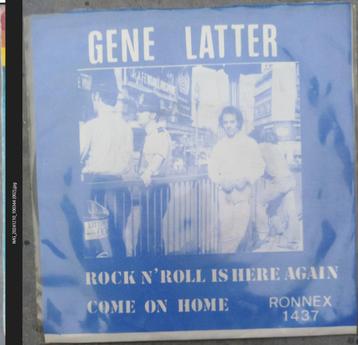 GENE LATTER
ROCK N' ROLL IS HERE AGAIN
COME ON HOME
RONNEX
1437